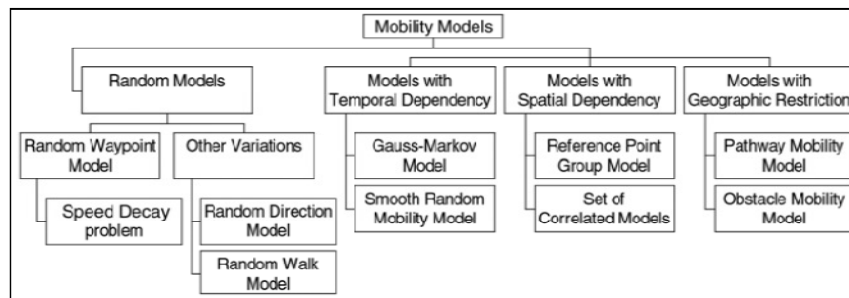 Mobility Models
Random Models
Models with
Temporal Dependency
Models with
Spatial Dependency
Models with
Geographic Restriction
Random Waypoint
Model
Other Variations
Gauss-Markov
Model
Reference Point
Group Model
Pathway Mobility
Model
Speed Decay
problem
Random Direction
Model
Smooth Random
Mobility Model
Set of
Correlated Models
Obstacle Mobility
Model
Random Walk
Model